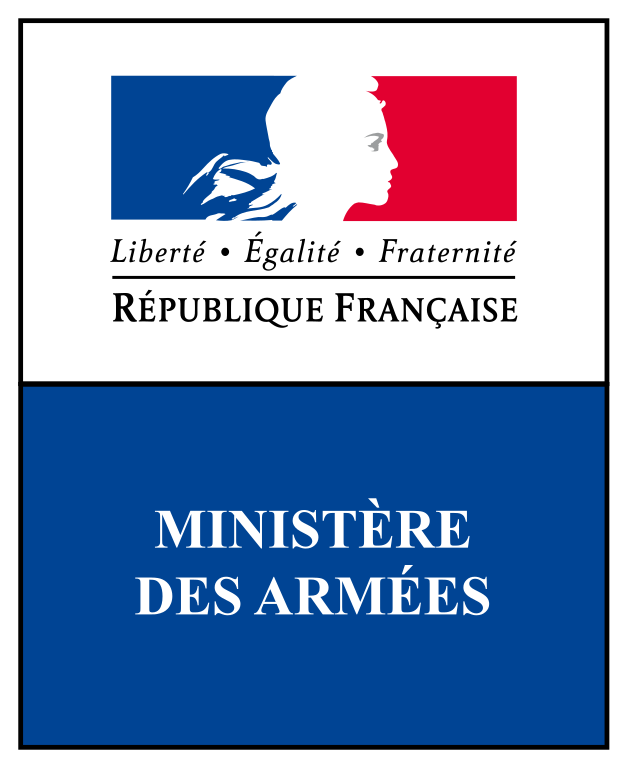 Liberté • Égalité • Fraternité
RÉPUBLIQUE FRANÇAISE
MINISTÈRE
DES ARMÉES